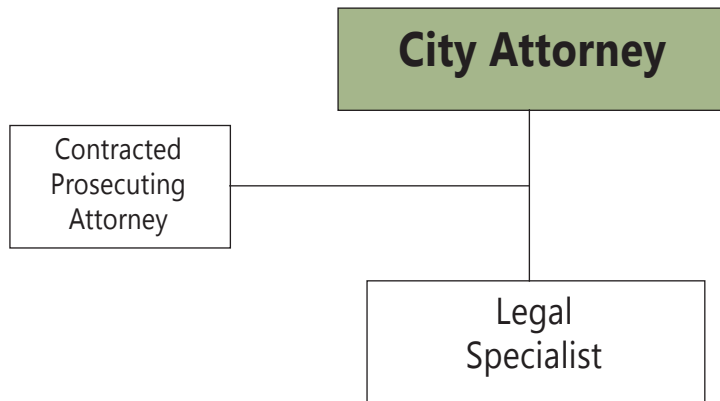 City Attorney
Contracted
Prosecuting
Attorney
Legal
Specialist